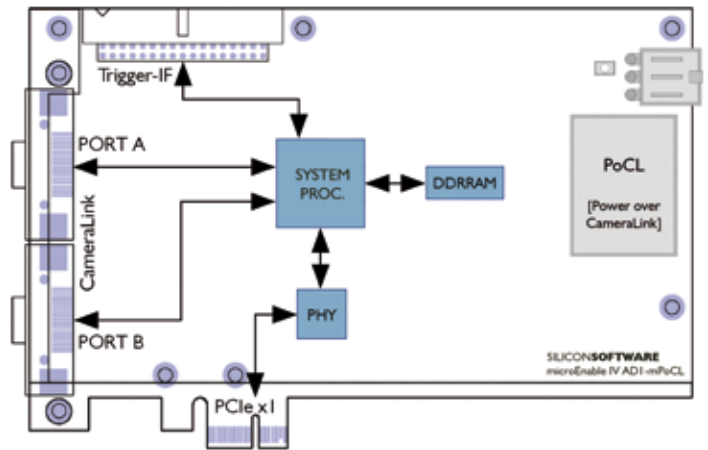 Trigger-IF
PORT A
CameraLink
PORT B
SYSTEM
PROC.
DDRRAM
PHY
PCIe x1
PoCL
[Power over
CameraLink]
SILICONSOFTWARE
microEnable IV AD1-mPoCL